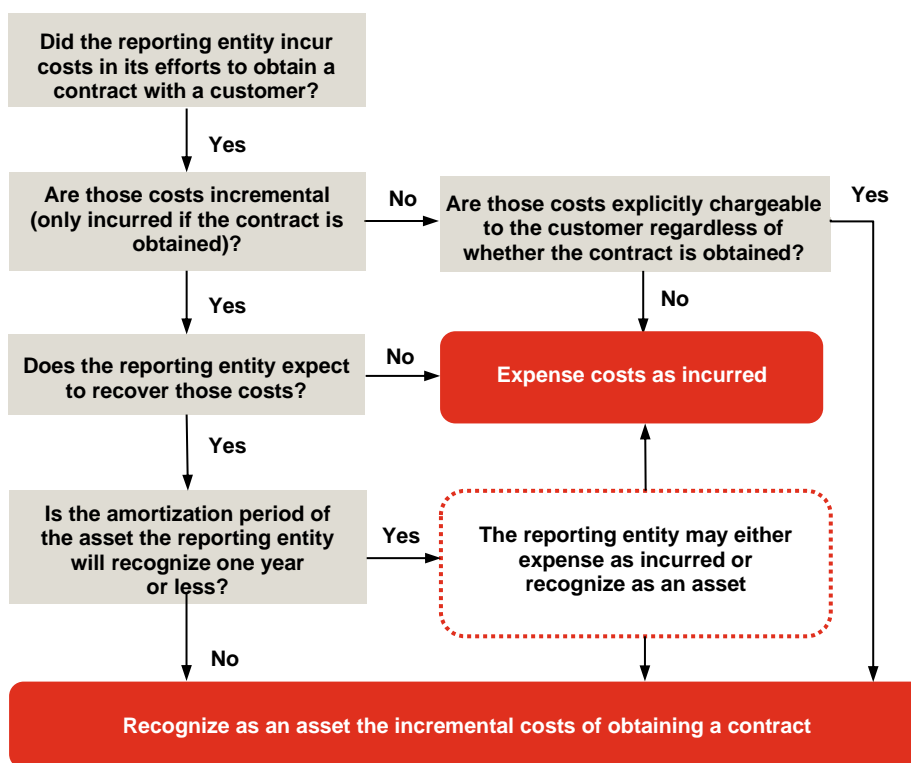 Did the reporting entity incur
costs in its efforts to obtain a
contract with a customer?
Yes
Are those costs incremental
(only incurred if the contract is
obtained)?
No
Are those costs explicitly chargeable
to the customer regardless of
whether the contract is obtained?
Yes
Yes
No
Does the reporting entity expect
to recover those costs?
No
Expense costs as incurred
Yes
Is the amortization period of
the asset the reporting entity
will recognize one year
or less?
Yes
The reporting entity may either
expense as incurred or
recognize as an asset
No
Recognize as an asset the incremental costs of obtaining a contract